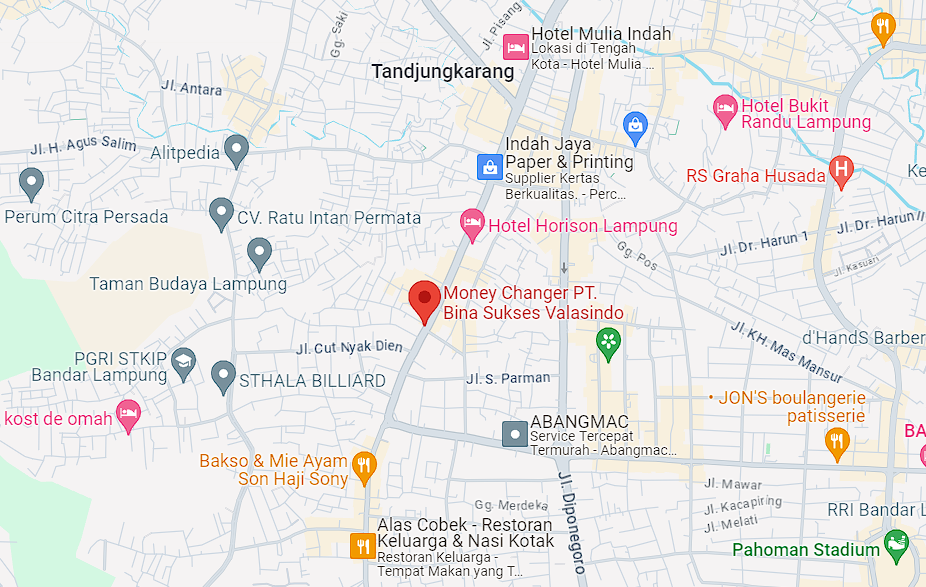 Jl. Pisang
Gg. Saki
Hotel Mulia Indah
Lokasi di Tengah
Kota - Hotel Mulia ...
Tandjungkarang
Jl. Antara
Hotel Bukit
Randu Lampung
Jl. H. Agus Salim
Alitpedia
Indah Jaya
Paper & Printing
Supplier Kertas
Berkualitas. - Perc...
RS Graha Husada
Ke
Perum Citra Persada
CV. Ratu Intan Permata
Hotel Horison Lampung
Jl. Dr. Harun 1
Jl. Dr. Harun II
Gg. Pos
Jl. Kasuari
Taman Budaya Lampung
Money Changer PT.
Bina Sukses Valasindo
Jl. KH. Mas Mansur
d'HandS Barber
Jl. Cut Nyak Dien
PGRI STKIP
Bandar Lampung
STHALA BILLIARD
Jl. S. Parman
JON'S boulangerie
patisserie
kost de omah
ABANGMAC
Service Tercepat
Termurah - Abangmac...
BA
Bakso & Mie Ayam
Son Haji Sony
Jl. Diponegoro
Jl. Mawar
Jl. Kacapiring
Jl. Melati
Gg. Merdeka
RRI Bandar L
Alas Cobek - Restoran
Keluarga & Nasi Kotak
Restoran Keluarga -
Tempat Makan yang T...
Pahoman Stadium